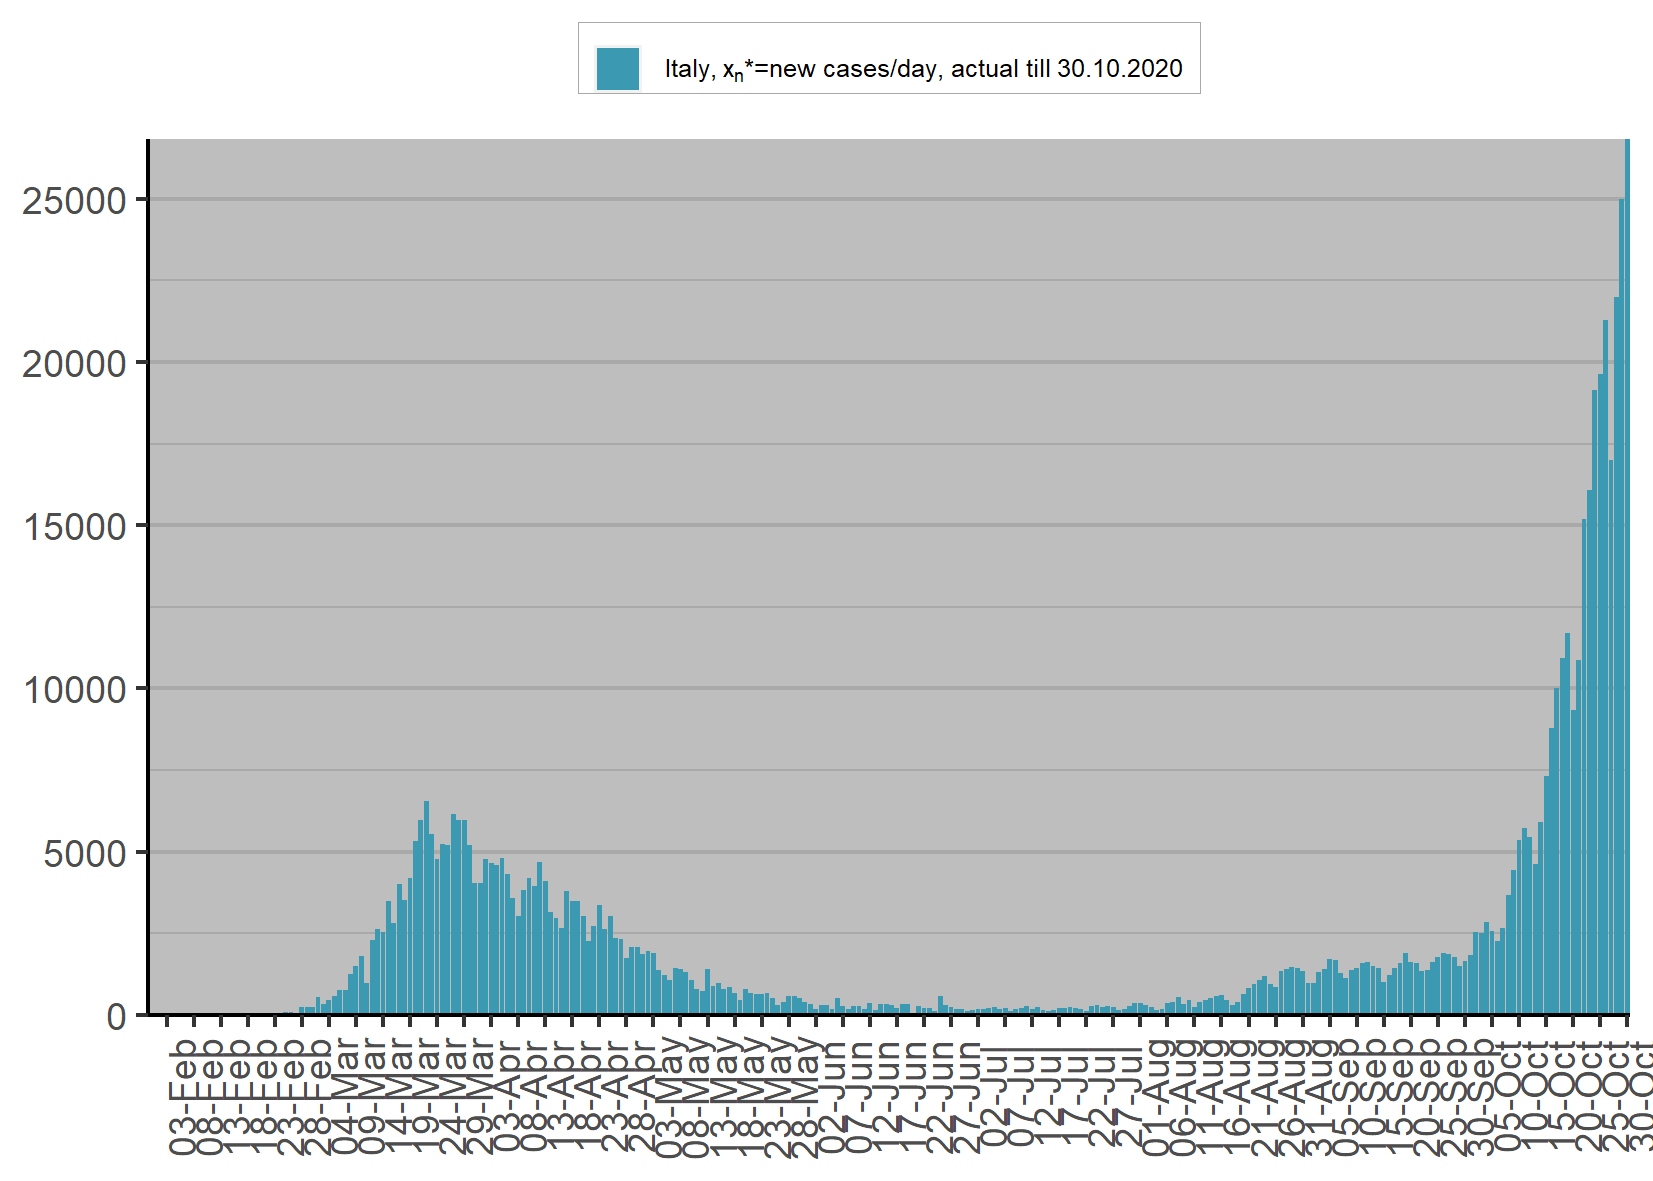 Italy, xn*=new cases/day, actual till 30.10.2020
25000
20000
15000
10000
5000
0
03-Feb
08-Feb
13-Feb
18-Feb
23-Feb
28-Feb
04-Mar
09-Mar
14-Mar
19-Mar
24-Mar
29-Mar
03-Apr
08-Apr
13-Apr
18-Apr
23-Apr
28-Apr
03-May
08-May
13-May
18-May
23-May
28-May
02-Jun
07-Jun
12-Jun
17-Jun
22-Jun
27-Jun
02-Jul
07-Jul
12-Jul
17-Jul
22-Jul
27-Jul
01-Aug
06-Aug
11-Aug
16-Aug
21-Aug
26-Aug
31-Aug
05-Sep
10-Sep
15-Sep
20-Sep
25-Sep
30-Sep
05-Oct
10-Oct
15-Oct
20-Oct
25-Oct
30-Oct